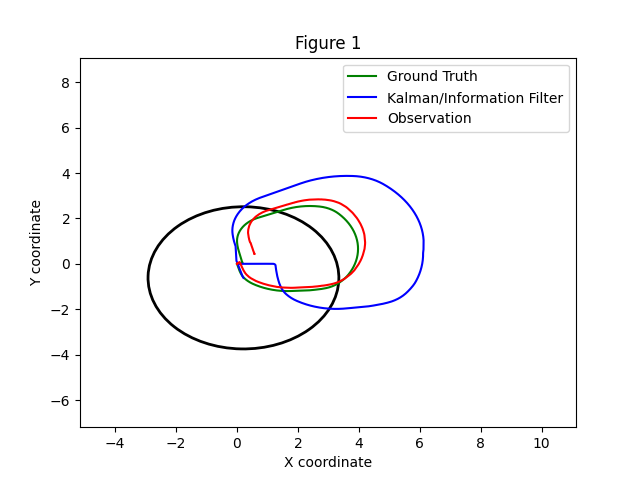 Figure 1
Ground Truth
Kalman/Information Filter
Observation
Y coordinate
8
6
4
2
0
−2
−4
−6
−4 −2 0 2 4 6 8 10
X coordinate